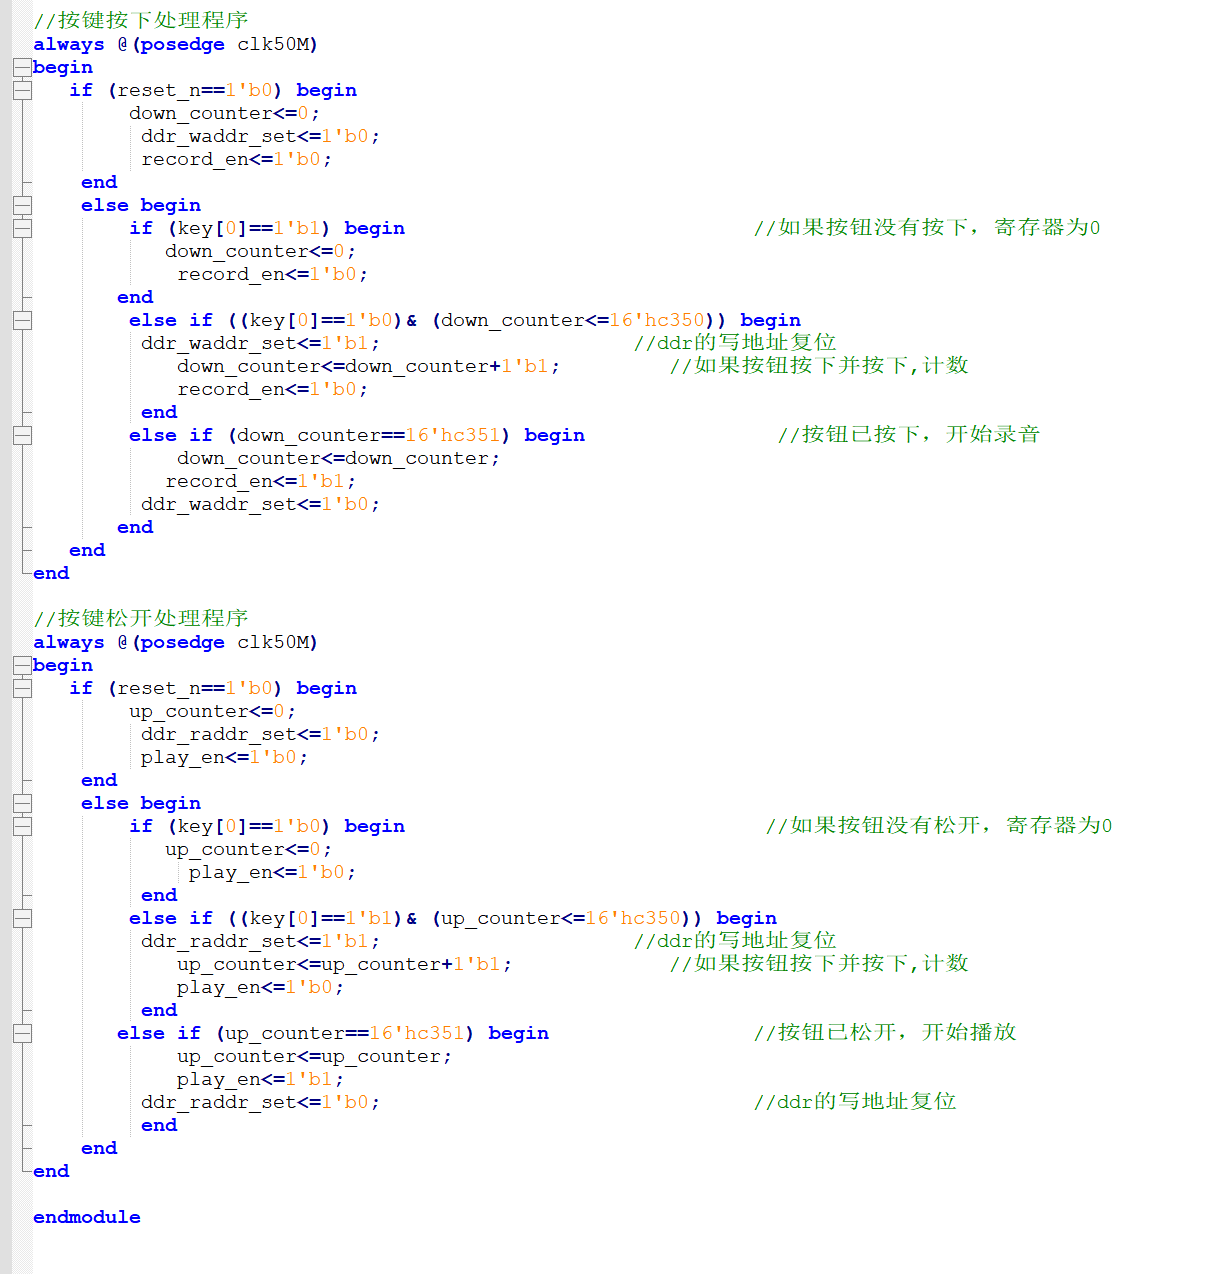 //按键按下处理程序
always @(posedge clk50M)
begin
if (reset_n==1'b0) begin
down_counter<=0;
ddr_waddr_set<=1'b0;
record_en<=1'b0;
end
else begin
if (key[0]==1'b1) begin //如果按钮没有按下，寄存器为0
down_counter<=0;
record_en<=1'b0;
end
else if ((key[0]==1'b0)& (down_counter<=16'hc350)) begin
ddr_waddr_set<=1'b1; //ddr的写地址复位
down_counter<=down_counter+1'b1; //如果按钮按下并按下,计数
record_en<=1'b0;
end
else if (down_counter==16'hc351) begin //按钮已按下，开始录音
down_counter<=down_counter;
record_en<=1'b1;
ddr_waddr_set<=1'b0;
end
end
end
//按键松开处理程序
always @(posedge clk50M)
begin
if (reset_n==1'b0) begin
up_counter<=0;
ddr_raddr_set<=1'b0;
play_en<=1'b0;
end
else begin
if (key[0]==1'b0) begin //如果按钮没有松开，寄存器为0
up_counter<=0;
play_en<=1'b0;
end
else if ((key[0]==1'b1)& (up_counter<=16'hc350)) begin
ddr_raddr_set<=1'b1; //ddr的写地址复位
up_counter<=up_counter+1'b1; //如果按钮按下并按下,计数
play_en<=1'b0;
end
else if (up_counter==16'hc351) begin //按钮已松开，开始播放
up_counter<=up_counter;
play_en<=1'b1;
ddr_raddr_set<=1'b0; //ddr的写地址复位
end
end
end
endmodule